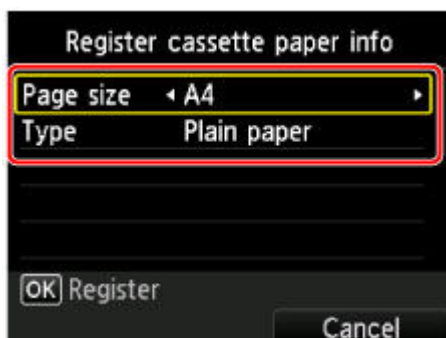 Register cassette paper info
Page size A4
Type Plain paper
OK Register
Cancel